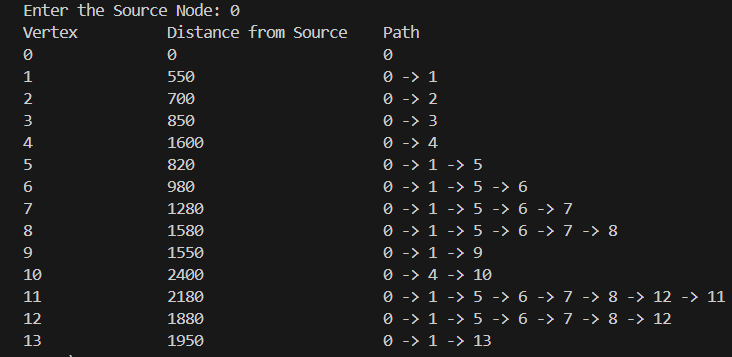 Enter the Source Node: 0
Vertex Distance from Source Path
0 0 0
1 550 0 -> 1
2 700 0 -> 2
3 850 0 -> 3
4 1600 0 -> 4
5 820 0 -> 1 -> 5
6 980 0 -> 1 -> 5 -> 6
7 1280 0 -> 1 -> 5 -> 6 -> 7
8 1580 0 -> 1 -> 5 -> 6 -> 7 -> 8
9 1550 0 -> 1 -> 9
10 2400 0 -> 4 -> 10
11 2180 0 -> 1 -> 5 -> 6 -> 7 -> 8 -> 12 -> 11
12 1880 0 -> 1 -> 5 -> 6 -> 7 -> 8 -> 12
13 1950 0 -> 1 -> 13